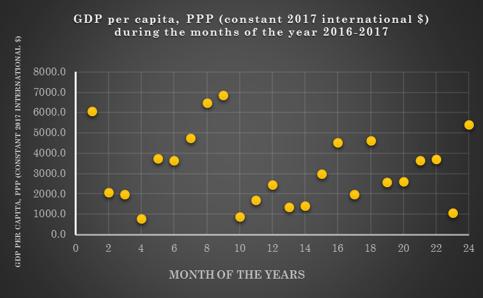 GDP per capita, PPP (constant 2017 international $)
during the months of the year 2016-2017
GDP PER CAPITA, PPP (CONSTANT 2017 INTERNATIONAL $)
8000.0
7000.0
6000.0
5000.0
4000.0
3000.0
2000.0
1000.0
0.0
0 2 4 6 8 10 12 14 16 18 20 22 24
MONTH OF THE YEARS